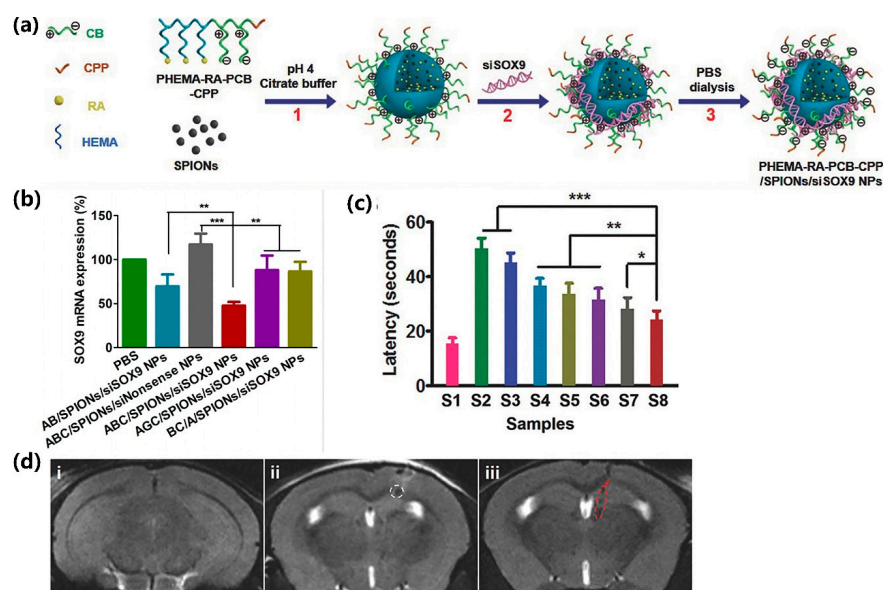 (a)
CB
CPP
RA
HEMA
PHEMA-RA-PCB
-CPP
SPIONs
pH 4
Citrate buffer
1
siSOX9
2
PBS
dialysis
3
PHEMA-RA-PCB-CPP
/SPIONs/siSOX9 NPs
(b)
SOX9 mRNA expression (%)
150
100
50
0
**
***
**
PBS
AB/SPIONs/siSOX9 NPs
ABC/SPIONs/siNonsense NPs
ABC/SPIONs/siSOX9 NPs
AGC/SPIONs/siSOX9 NPs
BC/A/SPIONs/siSOX9 NPs
(c)
Latency (seconds)
60
40
20
0
***
**
*
S1 S2 S3 S4 S5 S6 S7 S8
Samples
(d)
i
ii
iii